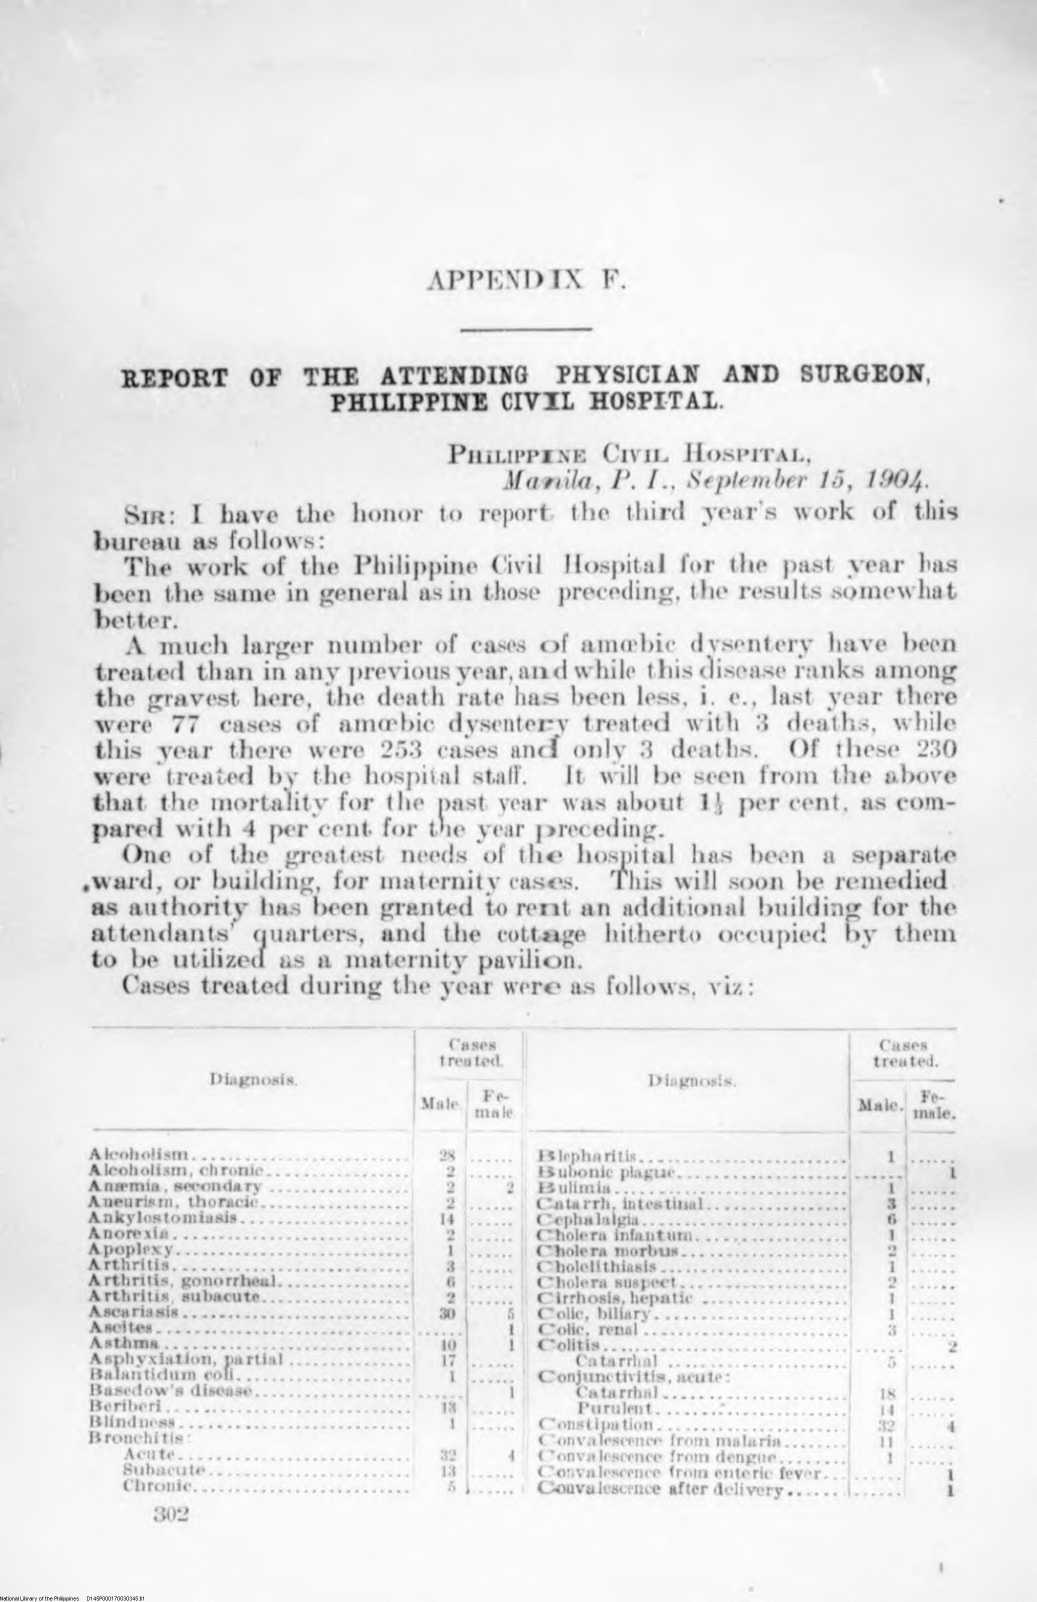 APPENDIX F.
REPORT OF THE ATTENDING PHYSICIAN AND SURGEON,
PHILIPPINE CIVIL HOSPITAL.
PHILIPPINE CIVIL HOSPITAL,
Manila, P. I., September 15, 1904.
SIR: I have the honor to report the third year's work of this
bureau as follows:
The work of the Philippine Civil Hospital for the past year has
been the same in general as in those preceding, the results somewhat
better.
A much larger number of cases of amœbic dysentery have been
treated than in any previous year, and while this disease ranks among
the gravest here, the death rate has been less, i. e., last year there
were 77 cases of amœbic dysentery treated with 3 deaths, while
this year there were 253 cases and only 3 deaths. Of these 230
were treated by the hospital staff. It will be seen from the above
that the mortality for the past year was about 1½ per cent, as com-
pared with 4 per cent for the year preceding.
One of the greatest needs of the hospital has been a separate
ward, or building, for maternity cases. This will soon be remedied
as authority has been granted to rent an additional building for the
attendants' quarters, and the cottage hitherto occupied by them
to be utilized as a maternity pavilion.
Cases treated during the year were as follows, viz:
Diagnosis. Cases treated. Male. Fe-male.
Alcoholism 28
Alcoholism, chronic 2
Anæmia, secondary 2 2
Aneurism, thoracic 2
Ankylostomiasis 14
Anorexia 2
Apoplexy 1
Arthritis 3
Arthritis, gonorrheal 6
Arthritis, subacute 2
Ascariasis 30 5
Ascites 1
Asthma 10 1
Asphyxiation, partial 17
Balantidum coli 1
Basedow's disease 1
Beriberi 13
Blindness 1
Bronchitis:
Acute 32 4
Subacute 13
Chronic 5
Diagnosis. Cases treated. Male. Fe-male.
Blepharitis 1
Bubonic plague 1
Bulimia 1
Catarrh, intestinal 3
Cephalalgia 6
Cholera infantum 1
Cholera morbus 2
Cholelithiasis 1
Cholera suspect 2
Cirrhosis, hepatic 1
Colic, biliary 1
Colic, renal 3
Colitis 2
Catarrhal 5
Conjunctivitis, acute:
Catarrhal 18
Purulent 14
Constipation 32 4
Convalescence from malaria 11
Convalescence from dengue 1
Convalescence from enteric fever 1
Convalescence after delivery 1
302
National Library of the Philippines